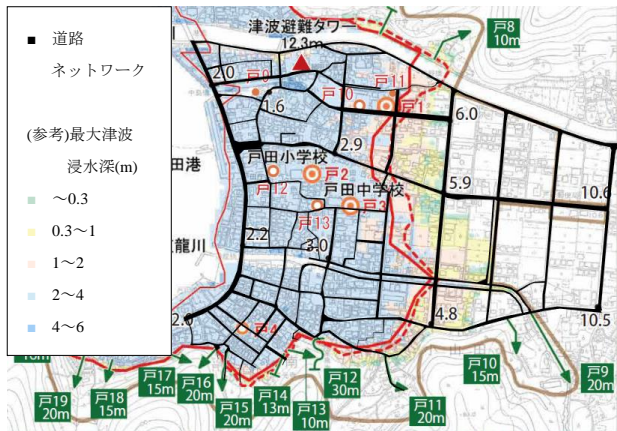 ■ 道路
ネットワーク
(参考)最大津波
浸水深(m)
～0.3
0.3～1
1～2
2～4
4～6
津波避難タワー
12.3m
戸8
10m
2.0
戸9
1.6
戸10
戸11
戸1
6.0
2.9
戸田小学校
戸2
戸12
戸田中学校
戸3
戸13
5.9
10.6
田港
2.2
3.0
龍川
戸4
4.8
10.5
戸19
20m
戸18
15m
戸17
15m
戸16
20m
戸15
20m
戸14
13m
戸13
10m
戸12
30m
戸11
20m
戸10
15m
戸9
20m